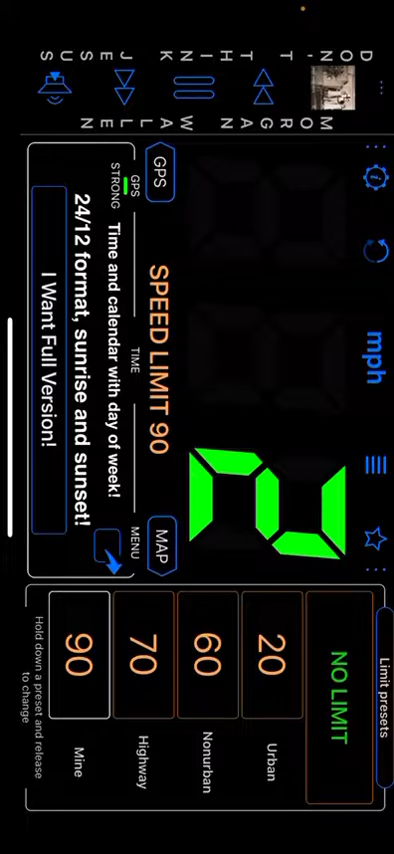 DON'T THINK JESUS
MORGAN WALLEN
mph
2
SPEED LIMIT 90
GPS
MAP
GPS
STRONG
TIME
MENU
Time and calendar with day of week!
24/12 format, sunrise and sunset!
I Want Full Version!
Limit presets
NO LIMIT
20
Urban
60
Nonurban
70
Highway
90
Mine
Hold down a preset and release
to change